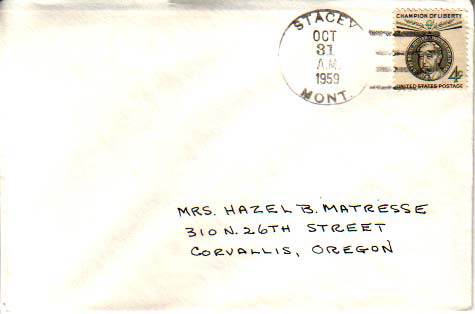 STACEY
OCT
31
A.M.
1959
MONT.
CHAMPION OF LIBERTY
4¢
UNITED STATES POSTAGE
MRS. HAZEL B. MATRESSE
310 N. 26TH STREET
CORVALLIS, OREGON